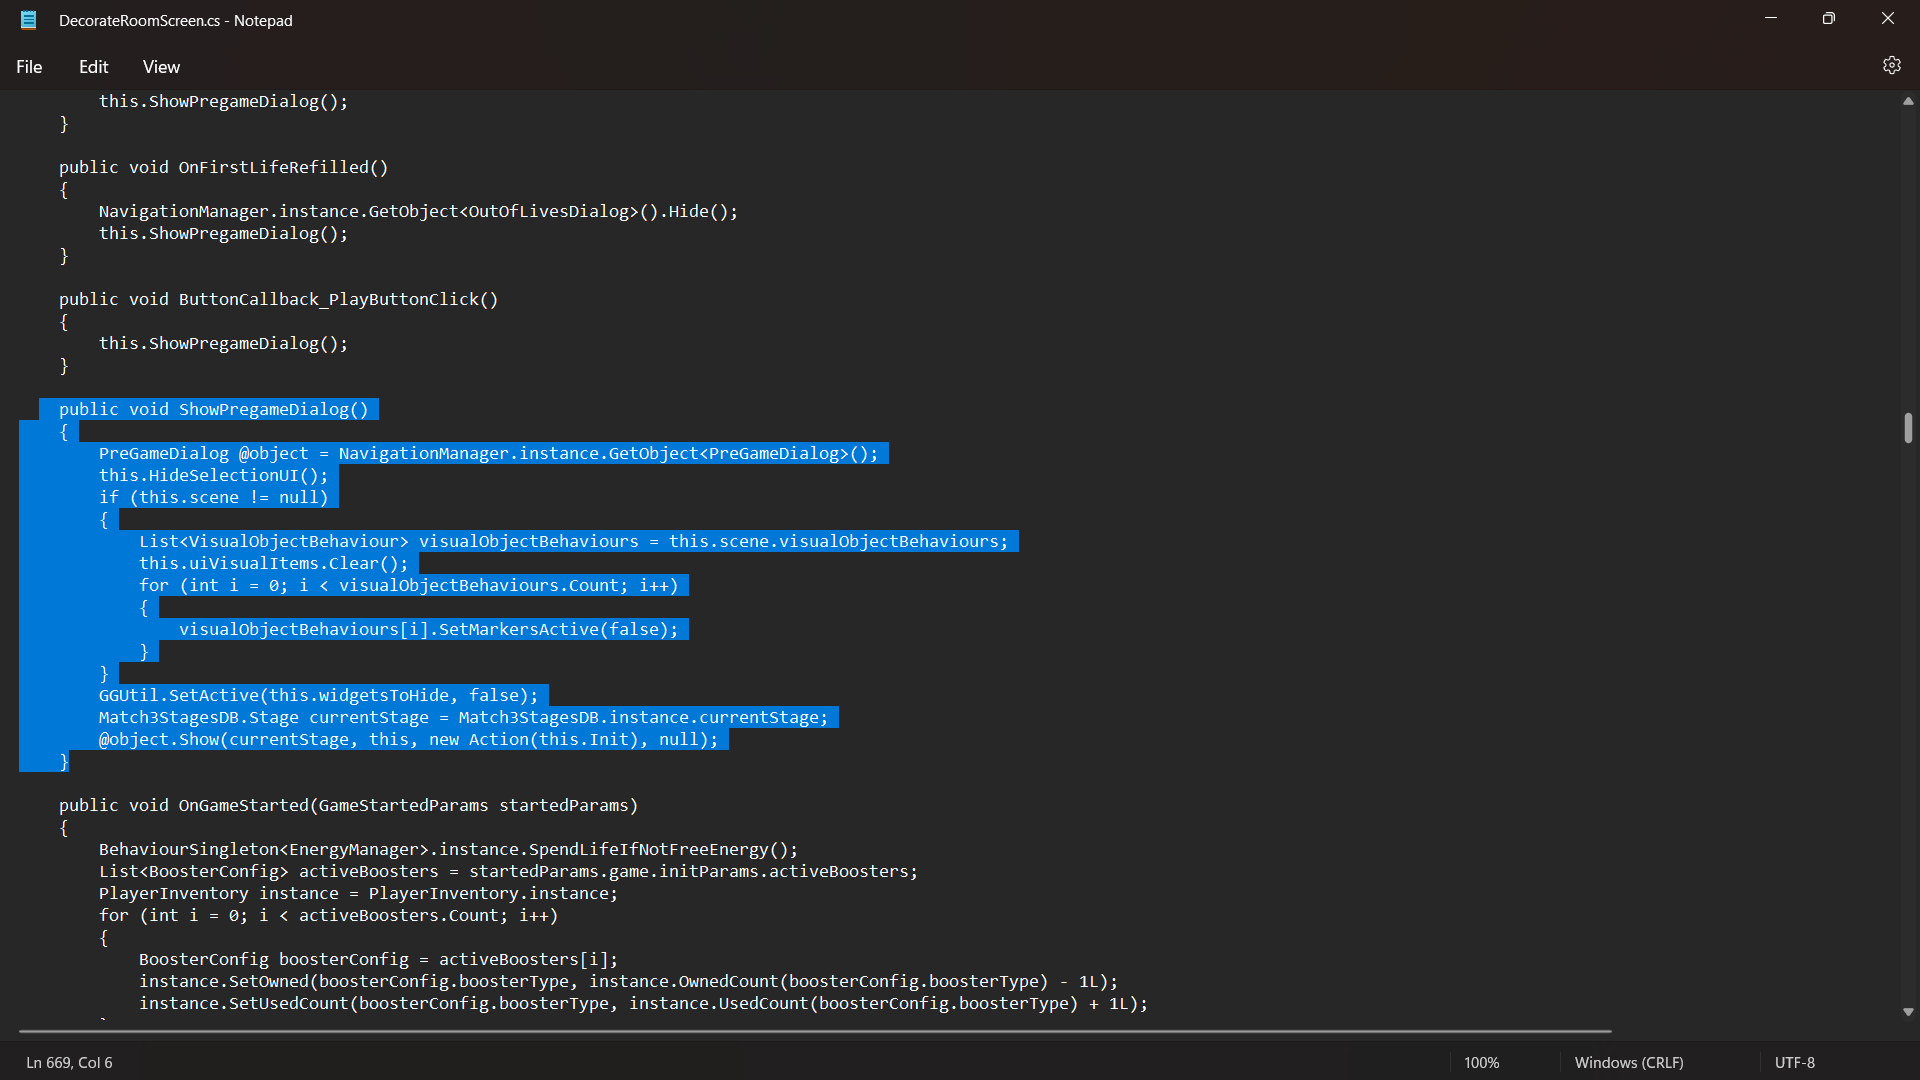 DecorateRoomScreen.cs - Notepad
File Edit View
this.ShowPregameDialog();
}
public void OnFirstLifeRefilled()
{
NavigationManager.instance.GetObject<OutOfLivesDialog>().Hide();
this.ShowPregameDialog();
}
public void ButtonCallback_PlayButtonClick()
{
this.ShowPregameDialog();
}
public void ShowPregameDialog()
{
PreGameDialog @object = NavigationManager.instance.GetObject<PreGameDialog>();
this.HideSelectionUI();
if (this.scene != null)
{
List<VisualObjectBehaviour> visualObjectBehaviours = this.scene.visualObjectBehaviours;
this.uiVisualItems.Clear();
for (int i = 0; i < visualObjectBehaviours.Count; i++)
{
visualObjectBehaviours[i].SetMarkersActive(false);
}
}
GGUtil.SetActive(this.widgetsToHide, false);
Match3StagesDB.Stage currentStage = Match3StagesDB.instance.currentStage;
@object.Show(currentStage, this, new Action(this.Init), null);
}
public void OnGameStarted(GameStartedParams startedParams)
{
BehaviourSingleton<EnergyManager>.instance.SpendLifeIfNotFreeEnergy();
List<BoosterConfig> activeBoosters = startedParams.game.initParams.activeBoosters;
PlayerInventory instance = PlayerInventory.instance;
for (int i = 0; i < activeBoosters.Count; i++)
{
BoosterConfig boosterConfig = activeBoosters[i];
instance.SetOwned(boosterConfig.boosterType, instance.OwnedCount(boosterConfig.boosterType) - 1L);
instance.SetUsedCount(boosterConfig.boosterType, instance.UsedCount(boosterConfig.boosterType) + 1L);
Ln 669, Col 6 100% Windows (CRLF) UTF-8